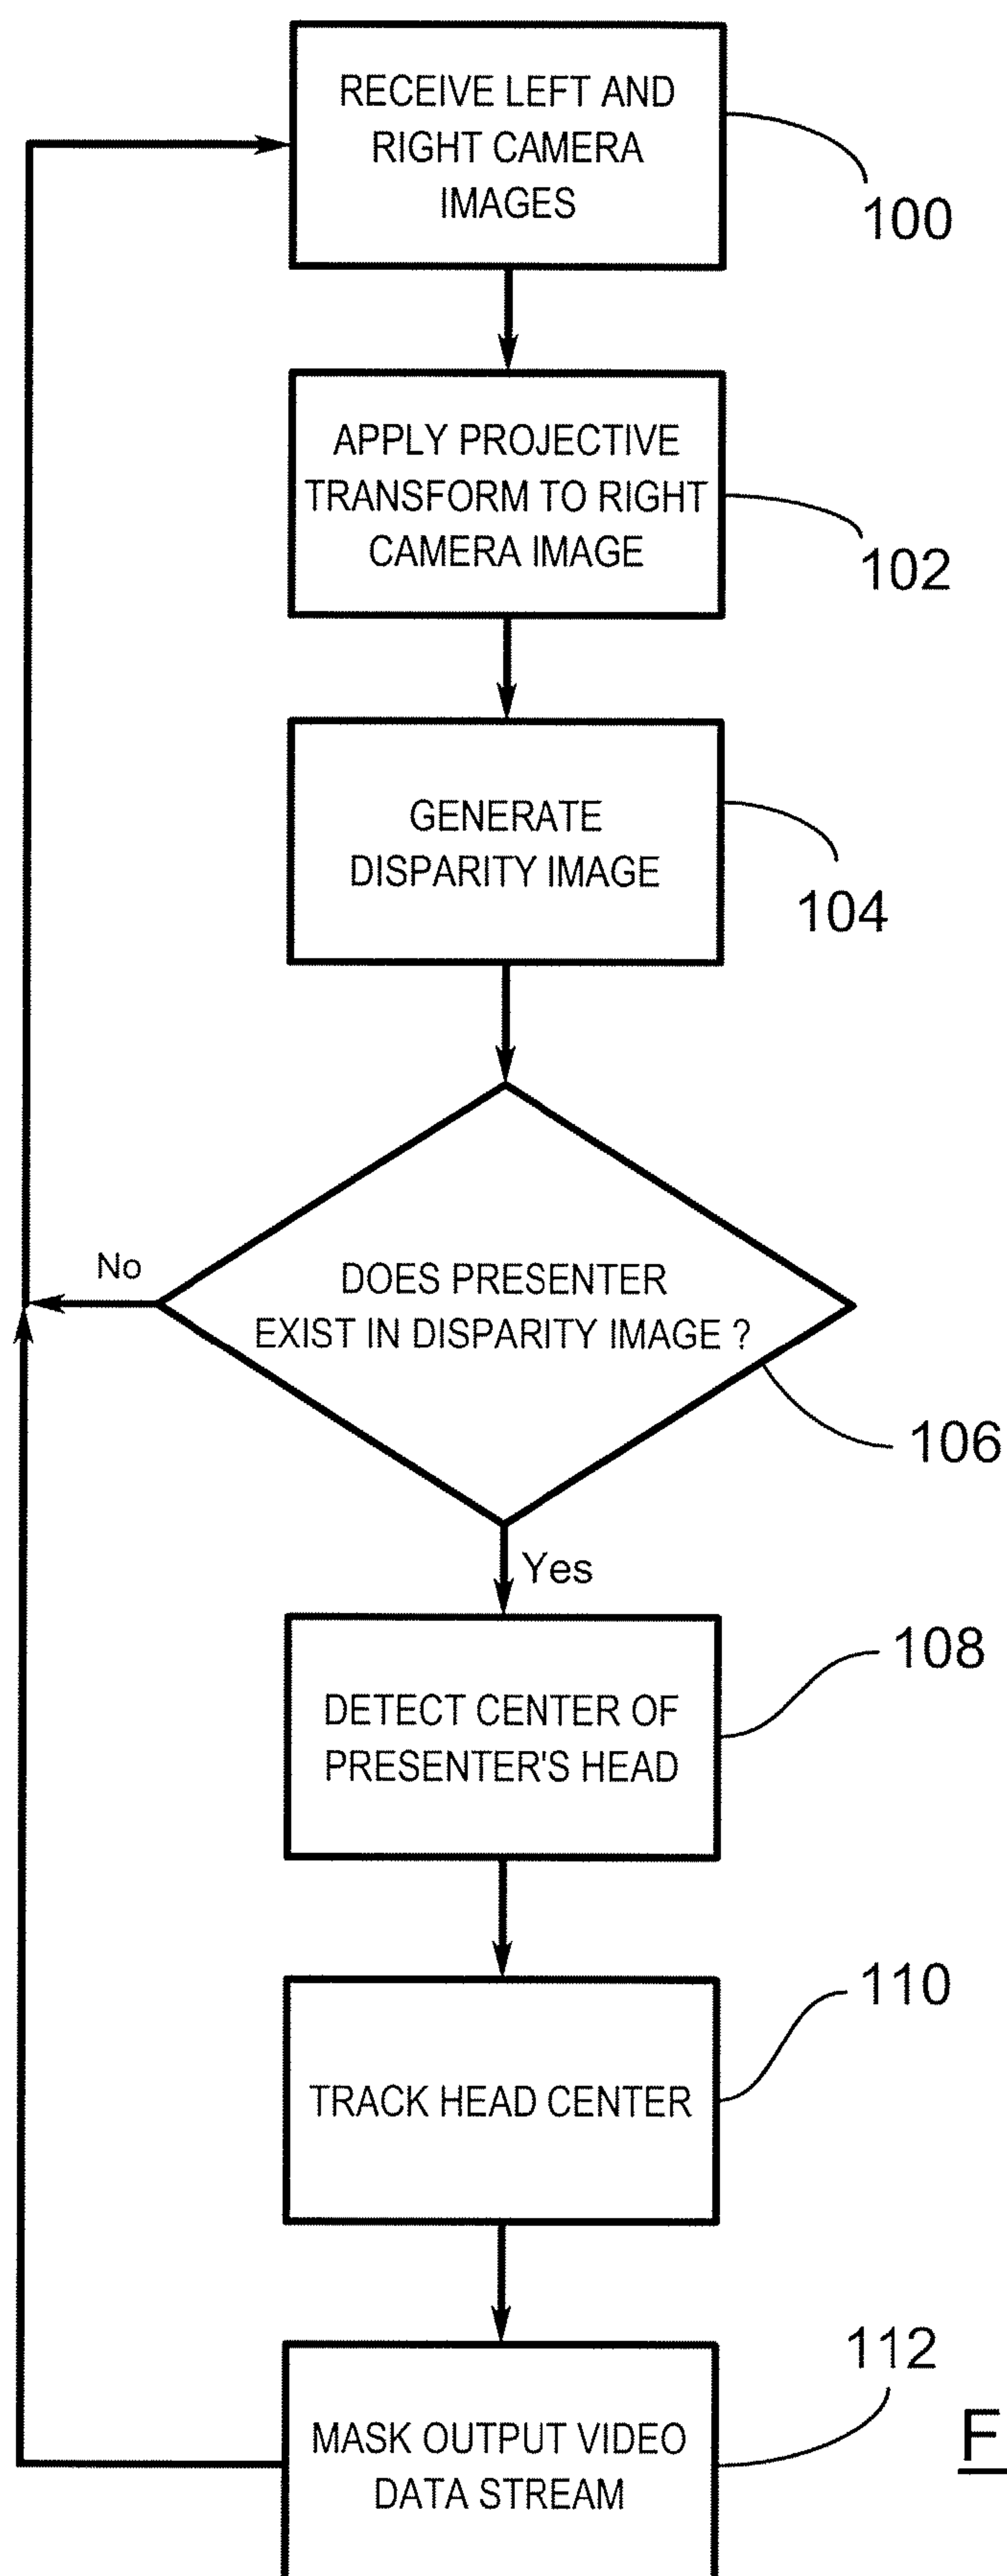 RECEIVE LEFT AND
RIGHT CAMERA
IMAGES
100
APPLY PROJECTIVE
TRANSFORM TO RIGHT
CAMERA IMAGE
102
GENERATE
DISPARITY IMAGE
104
No
DOES PRESENTER
EXIST IN DISPARITY IMAGE ?
106
Yes
108
DETECT CENTER OF
PRESENTER'S HEAD
110
TRACK HEAD CENTER
112
MASK OUTPUT VIDEO
DATA STREAM
F